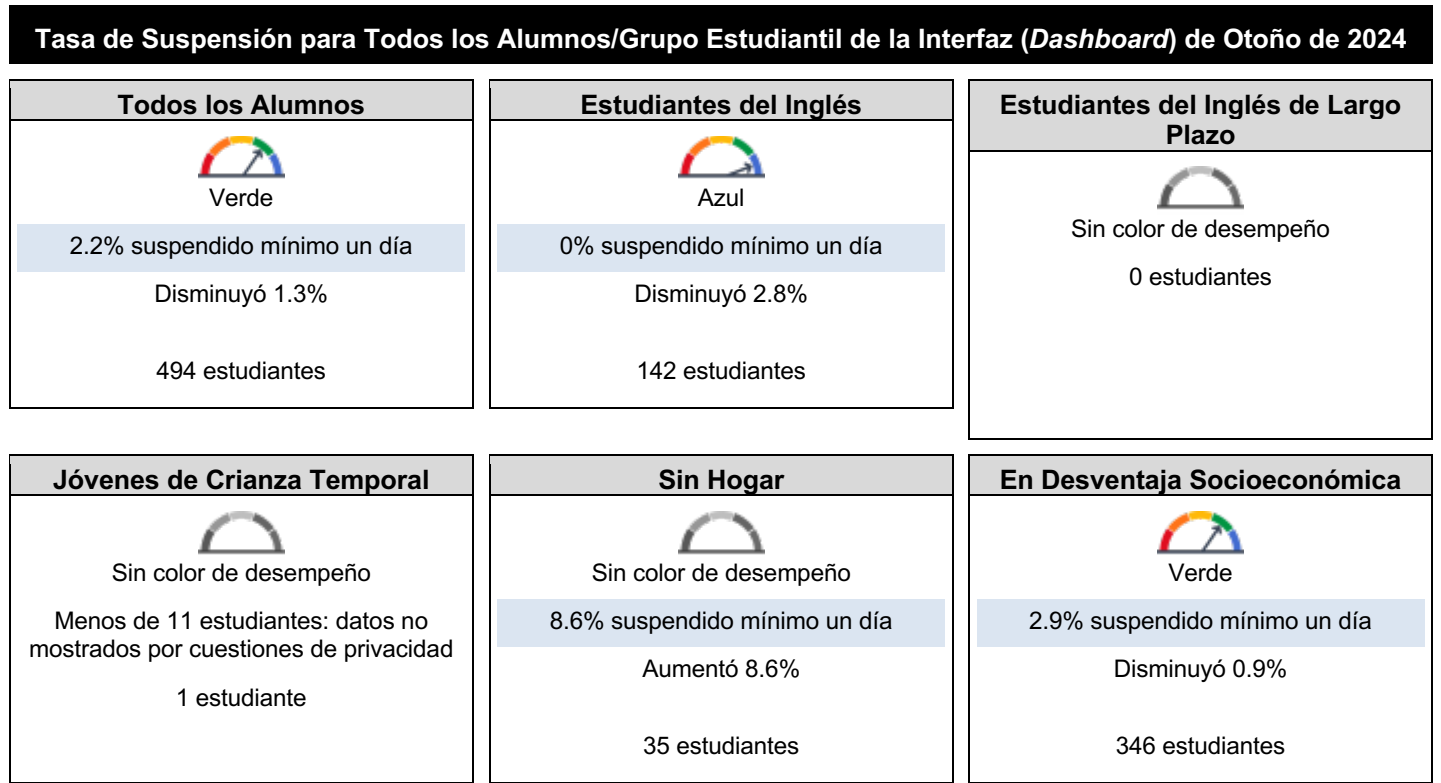 Tasa de Suspensión para Todos los Alumnos/Grupo Estudiantil de la Interfaz (Dashboard) de Otoño de 2024
Todos los Alumnos
Verde
2.2% suspendido mínimo un día
Disminuyó 1.3%
494 estudiantes
Estudiantes del Inglés
Azul
0% suspendido mínimo un día
Disminuyó 2.8%
142 estudiantes
Estudiantes del Inglés de Largo
Plazo
Sin color de desempeño
0 estudiantes
Jóvenes de Crianza Temporal
Sin color de desempeño
Menos de 11 estudiantes: datos no
mostrados por cuestiones de privacidad
1 estudiante
Sin Hogar
Sin color de desempeño
8.6% suspendido mínimo un día
Aumentó 8.6%
35 estudiantes
En Desventaja Socioeconómica
Verde
2.9% suspendido mínimo un día
Disminuyó 0.9%
346 estudiantes